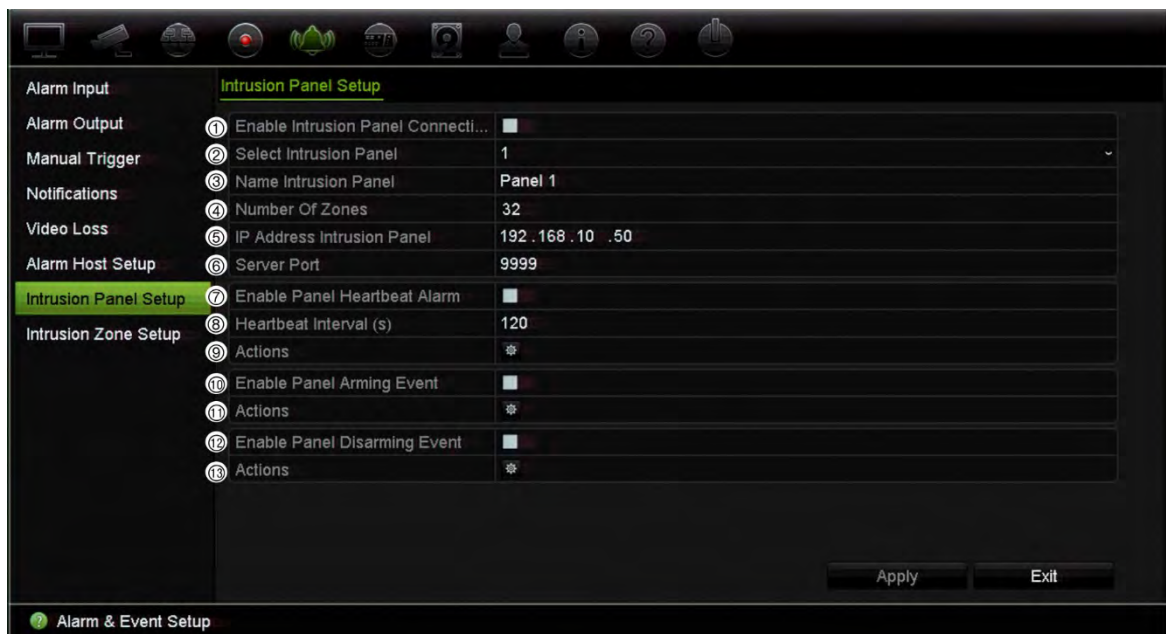 Alarm Input
Intrusion Panel Setup
Alarm Output
Manual Trigger
Notifications
Video Loss
Alarm Host Setup
Intrusion Panel Setup
Intrusion Zone Setup
① Enable Intrusion Panel Connecti...
② Select Intrusion Panel 1
③ Name Intrusion Panel Panel 1
④ Number Of Zones 32
⑤ IP Address Intrusion Panel 192.168.10 .50
⑥ Server Port 9999
⑦ Enable Panel Heartbeat Alarm
⑧ Heartbeat Interval (s) 120
⑨ Actions
⑩ Enable Panel Arming Event
⑪ Actions
⑫ Enable Panel Disarming Event
⑬ Actions
Apply Exit
? Alarm & Event Setup